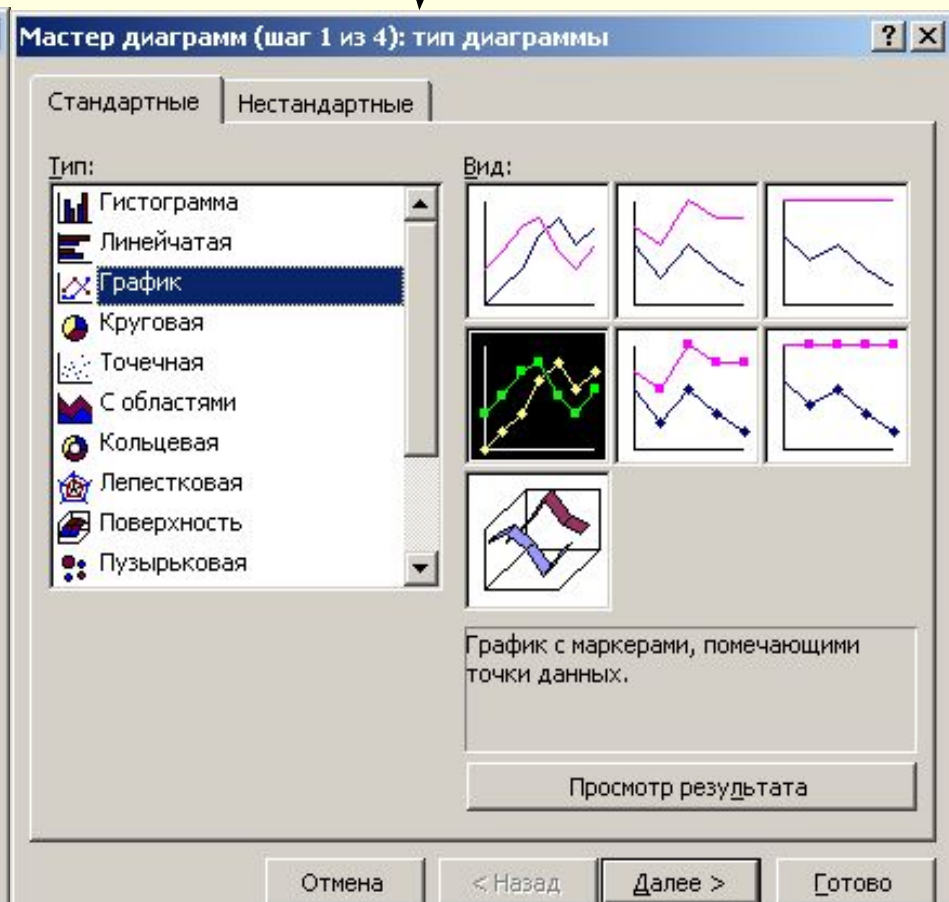 Мастер диаграмм (шаг 1 из 4): тип диаграммы
Стандартные
Нестандартные
Тип:
Гистограмма
Линейчатая
График
Круговая
Точечная
С областями
Кольцевая
Лепестковая
Поверхность
Пузырьковая
Вид:
График с маркерами, помечающими
точки данных.
Просмотр результата
Отмена
< Назад
Далее >
Готово